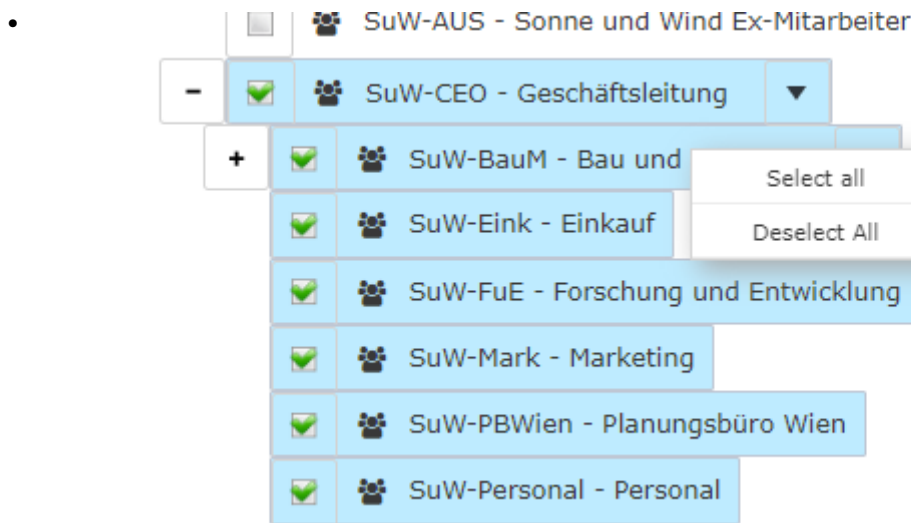 SuW-AUS - Sonne und Wind Ex-Mitarbeiter
SuW-CEO - Geschäftsleitung
SuW-BauM - Bau und
Select all
SuW-Eink - Einkauf
Deselect All
SuW-FuE - Forschung und Entwicklung
SuW-Mark - Marketing
SuW-PBWien - Planungsbüro Wien
SuW-Personal - Personal